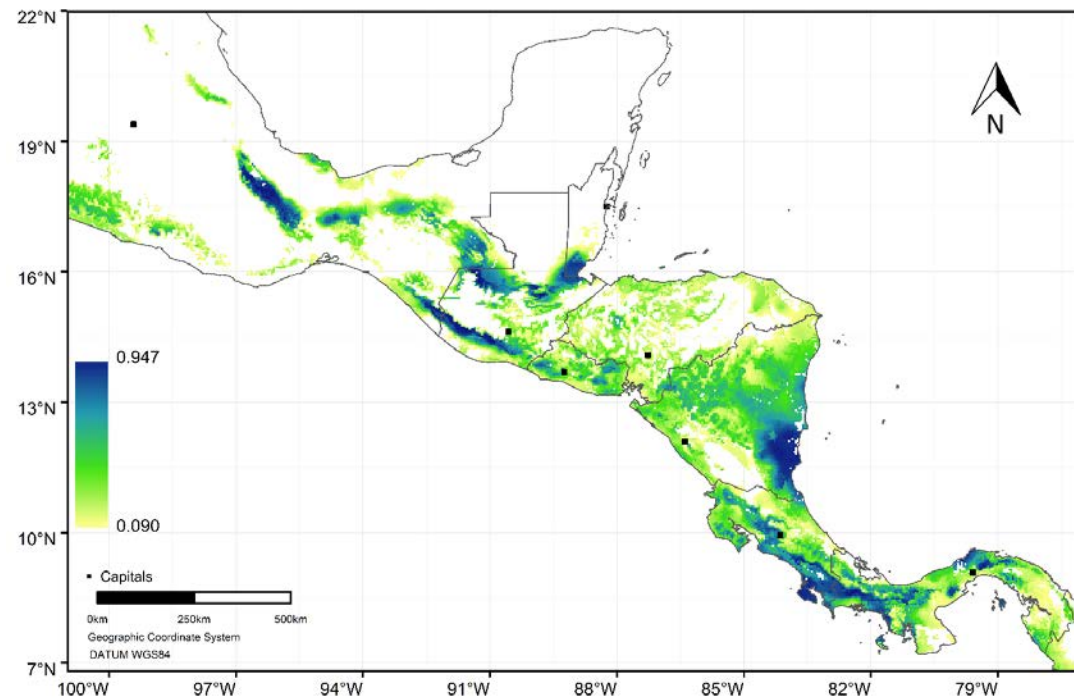 22°N
19°N
16°N
13°N
10°N
7°N
N
0.947
0.090
Capitals
0km 250km 500km
Geographic Coordinate System
DATUM WGS84
100°W 97°W 94°W 91°W 88°W 85°W 82°W 79°W